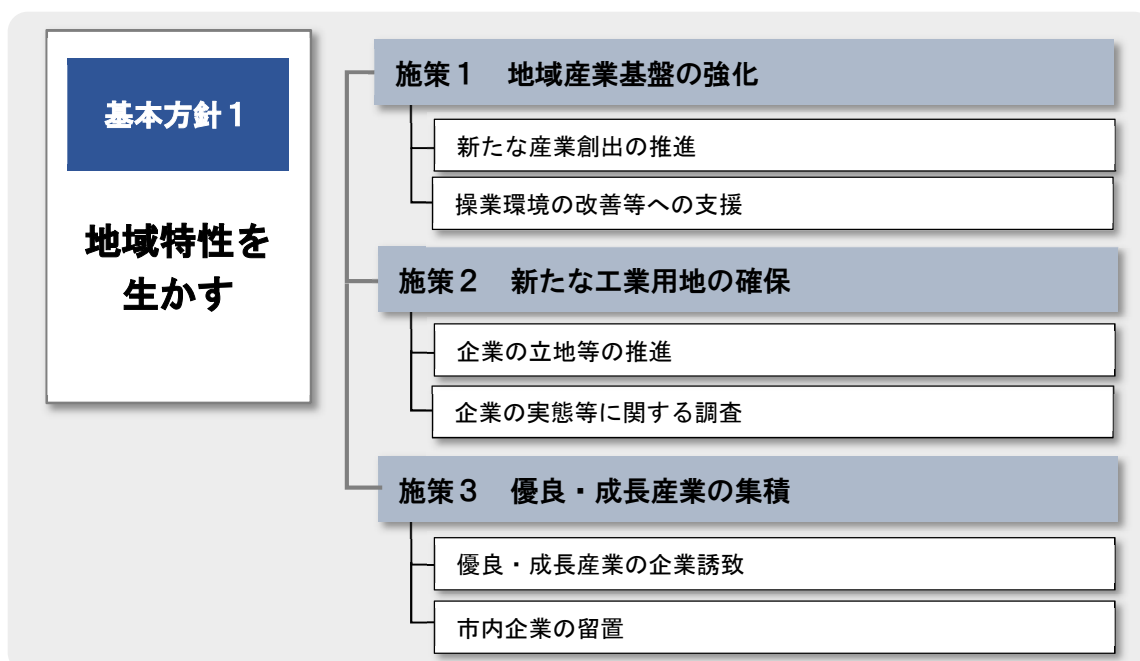 基本方針１
地域特性を
生かす
施策１　地域産業基盤の強化
新たな産業創出の推進
操業環境の改善等への支援
施策２　新たな工業用地の確保
企業の立地等の推進
企業の実態等に関する調査
施策３　優良・成長産業の集積
優良・成長産業の企業誘致
市内企業の留置